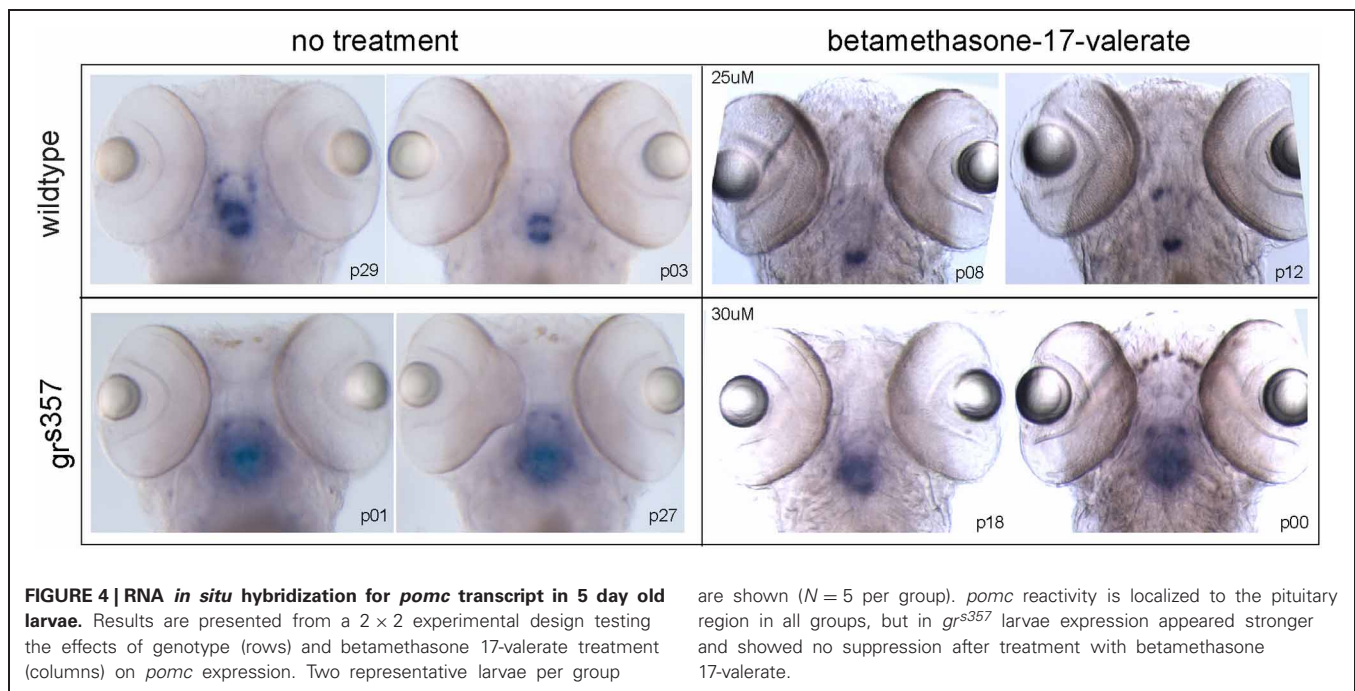 no treatment
betamethasone-17-valerate
wildtype
25uM
p29
p03
p08
p12
grs357
30uM
p01
p27
p18
p00
FIGURE 4 | RNA in situ hybridization for pomc transcript in 5 day old
larvae. Results are presented from a 2 × 2 experimental design testing
the effects of genotype (rows) and betamethasone 17-valerate treatment
(columns) on pomc expression. Two representative larvae per group
are shown (N = 5 per group). pomc reactivity is localized to the pituitary
region in all groups, but in grs357 larvae expression appeared stronger
and showed no suppression after treatment with betamethasone
17-valerate.